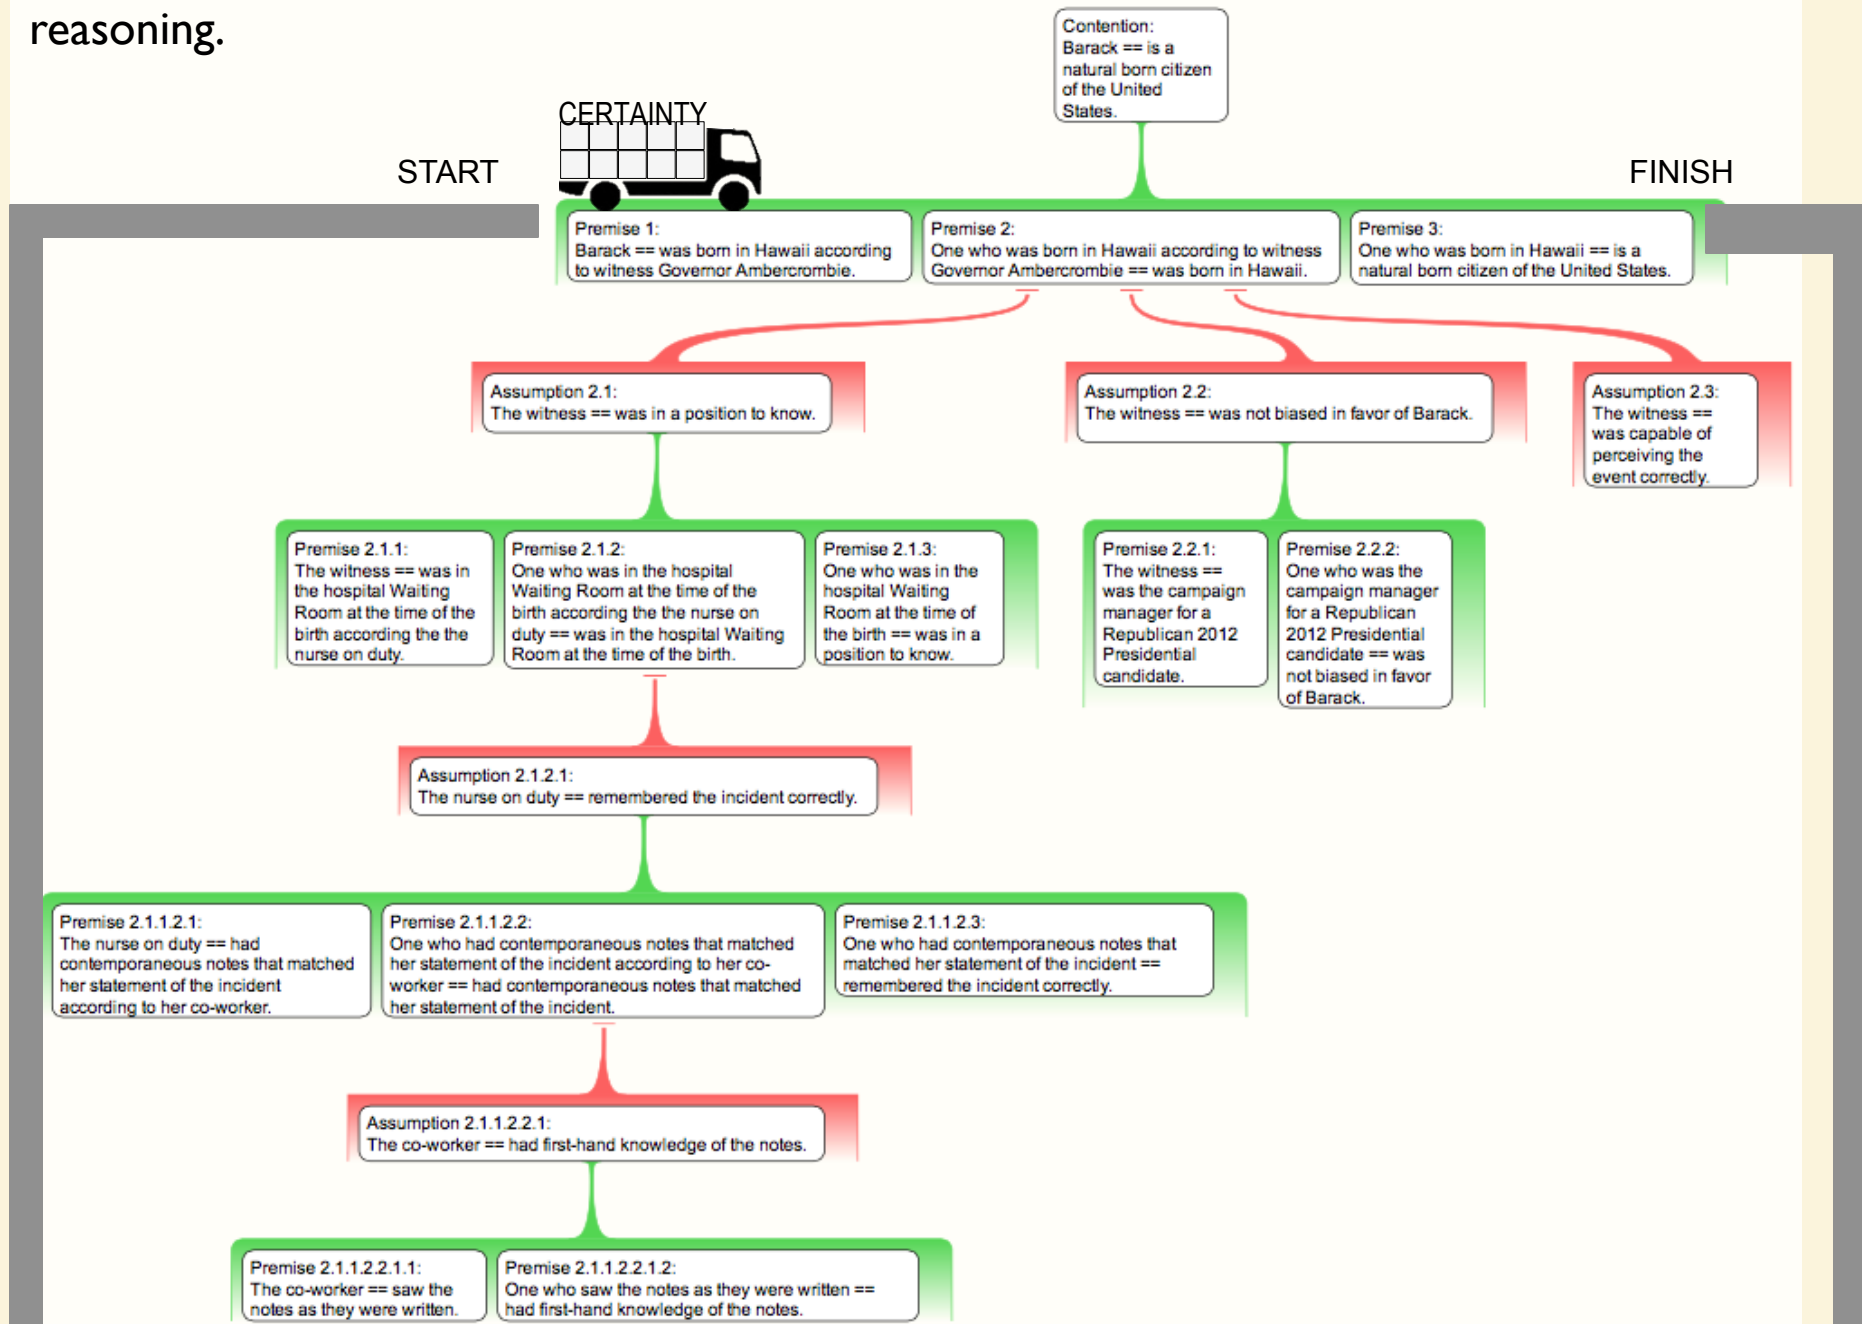 reasoning.
Contention:
Barack == is a
natural born citizen
of the United
States.
CERTAINTY
START
FINISH
Premise 1:
Barack == was born in Hawaii according
to witness Governor Ambercrombie.
Premise 2:
One who was born in Hawaii according to witness
Governor Ambercrombie == was born in Hawaii.
Premise 3:
One who was born in Hawaii == is a
natural born citizen of the United States.
Assumption 2.1:
The witness == was in a position to know.
Assumption 2.2:
The witness == was not biased in favor of Barack.
Assumption 2.3:
The witness ==
was capable of
perceiving the
event correctly.
Premise 2.1.1:
The witness == was in
the hospital Waiting
Room at the time of the
birth according the the
nurse on duty.
Premise 2.1.2:
One who was in the hospital
Waiting Room at the time of the
birth according the the nurse on
duty == was in the hospital Waiting
Room at the time of the birth.
Premise 2.1.3:
One who was in the
hospital Waiting
Room at the time of
the birth == was in a
position to know.
Premise 2.2.1:
The witness ==
was the campaign
manager for a
Republican 2012
Presidential
candidate.
Premise 2.2.2:
One who was the
campaign manager
for a Republican
2012 Presidential
candidate == was
not biased in favor
of Barack.
Assumption 2.1.2.1:
The nurse on duty == remembered the incident correctly.
Premise 2.1.1.2.1:
The nurse on duty == had
contemporaneous notes that matched
her statement of the incident
according to her co-worker.
Premise 2.1.1.2.2:
One who had contemporaneous notes that matched
her statement of the incident according to her co-
worker == had contemporaneous notes that matched
her statement of the incident.
Premise 2.1.1.2.3:
One who had contemporaneous notes that
matched her statement of the incident ==
remembered the incident correctly.
Assumption 2.1.1.2.2.1:
The co-worker == had first-hand knowledge of the notes.
Premise 2.1.1.2.2.1.1:
The co-worker == saw the
notes as they were written.
Premise 2.1.1.2.2.1.2:
One who saw the notes as they were written ==
had first-hand knowledge of the notes.